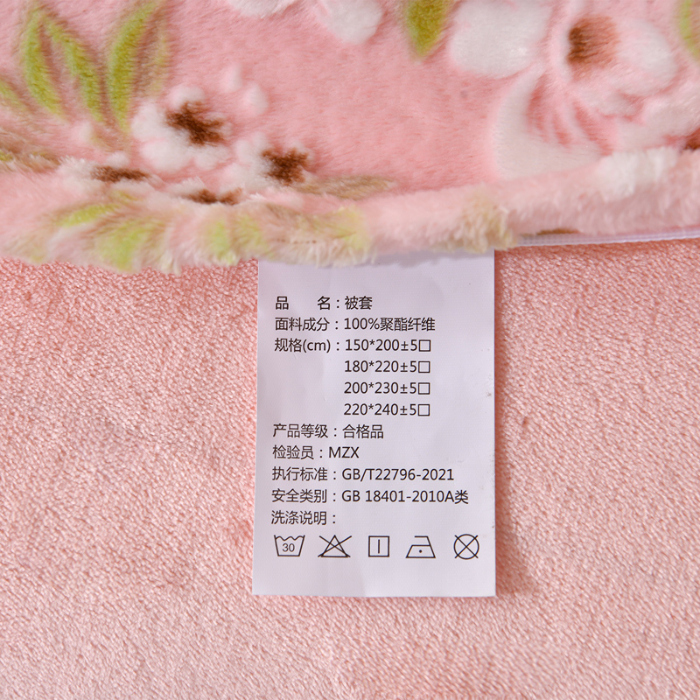 品 名：被套
面料成分：100%聚酯纤维
规格(cm)：150*200±5□
180*220±5□
200*230±5□
220*240±5□
产品等级：合格品
检验员：MZX
执行标准：GB/T22796-2021
安全类别：GB 18401-2010A类
洗涤说明：
30